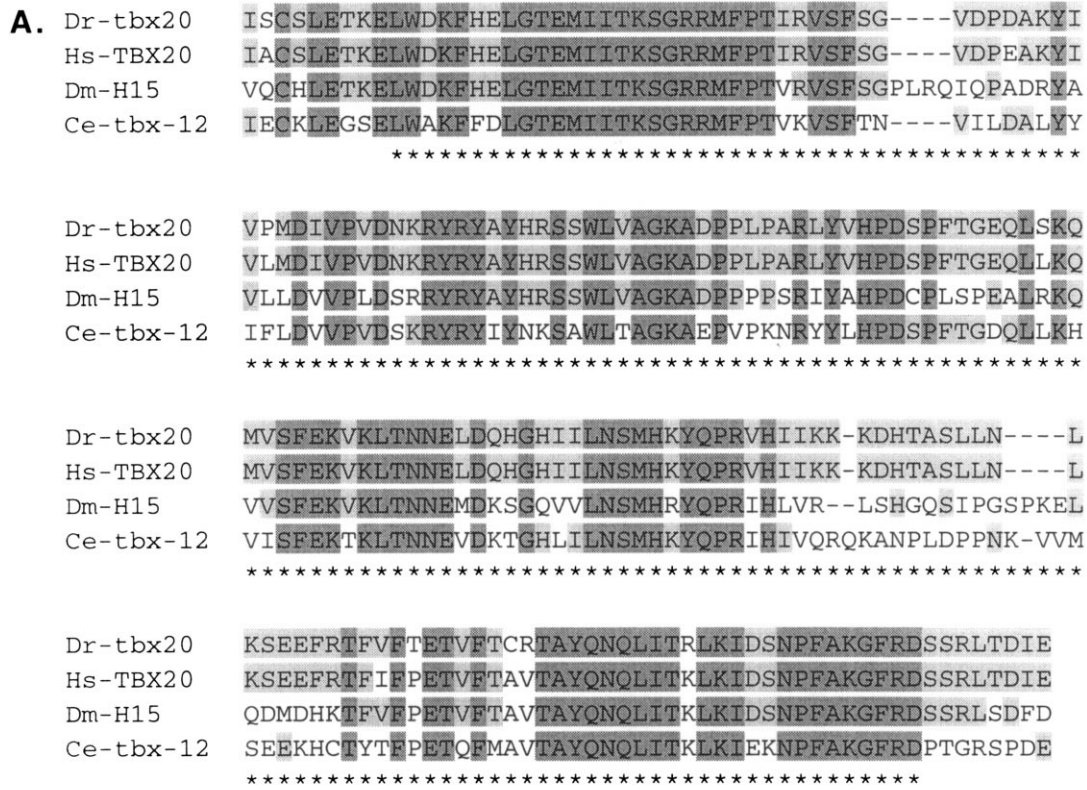 A.
Dr-tbx20 ISCSLETKELWDKFHELGTEMIITKSGRRMFPTIRVSFSG----VDPDAKYI
Hs-TBX20 IACSLETKELWDKFHELGTEMIITKSGRRMFPTIRVSFSG----VDPEAKYI
Dm-H15 VQCHLETKELWDKFHELGTEMIITKSGRRMFPTVRVSFSGPLRQIQPADRYA
Ce-tbx-12 IECKLEGSELWAKFFDLGTEMIITKSGRRMFPTVKVSFTN----VILDALYY
*******************************************
Dr-tbx20 VPMDIVPVDNKRYRYAYHRSSWLVAGKADPPLPARLYVHPDSPFTGEQLSKQ
Hs-TBX20 VLMDIVPVDNKRYRYAYHRSSWLVAGKADPPLPARLYVHPDSPFTGEQLLKQ
Dm-H15 VLLDVVPLDSRRYRYAYHRSSWLVAGKADPPPPSRIYAHPDCPLSPEALRKQ
Ce-tbx-12 IFLDVVPVDSKRYRYIYNKSAWLTAGKAEPVPKNRYYLHPDSPFTGDQLLKH
****************************************************
Dr-tbx20 MVSFEKVKLTNNELDQHGHIILNSMHKYQPRVHIIKK-KDHTASLLN----L
Hs-TBX20 MVSFEKVKLTNNELDQHGHIILNSMHKYQPRVHIIKK-KDHTASLLN----L
Dm-H15 VVSFEKVKLTNNEMDKSGQVVLNSMHRYQPRIHLVR--LSHGQSIPGSPKEL
Ce-tbx-12 VISFEKTKLTNNEVDKTGHLILNSMHKYQPRIHIVQRQKANPLDPPNK-VVM
****************************************************
Dr-tbx20 KSEEFRTFVFTETVFTCRTAYQNQLITRLKIDSNPFAKGFRDSSRLTDIE
Hs-TBX20 KSEEFRTFIFPETVFTAVTAYQNQLITKLKIDSNPFAKGFRDSSRLTDIE
Dm-H15 QDMDHKTFVFPETVFTAVTAYQNQLITKLKIDSNPFAKGFRDSSRLSDFD
Ce-tbx-12 SEEKHCTYTFPETQFMAVTAYQNQLITKLKIEKNPFAKGFRDPTGRSPDE
******************************************